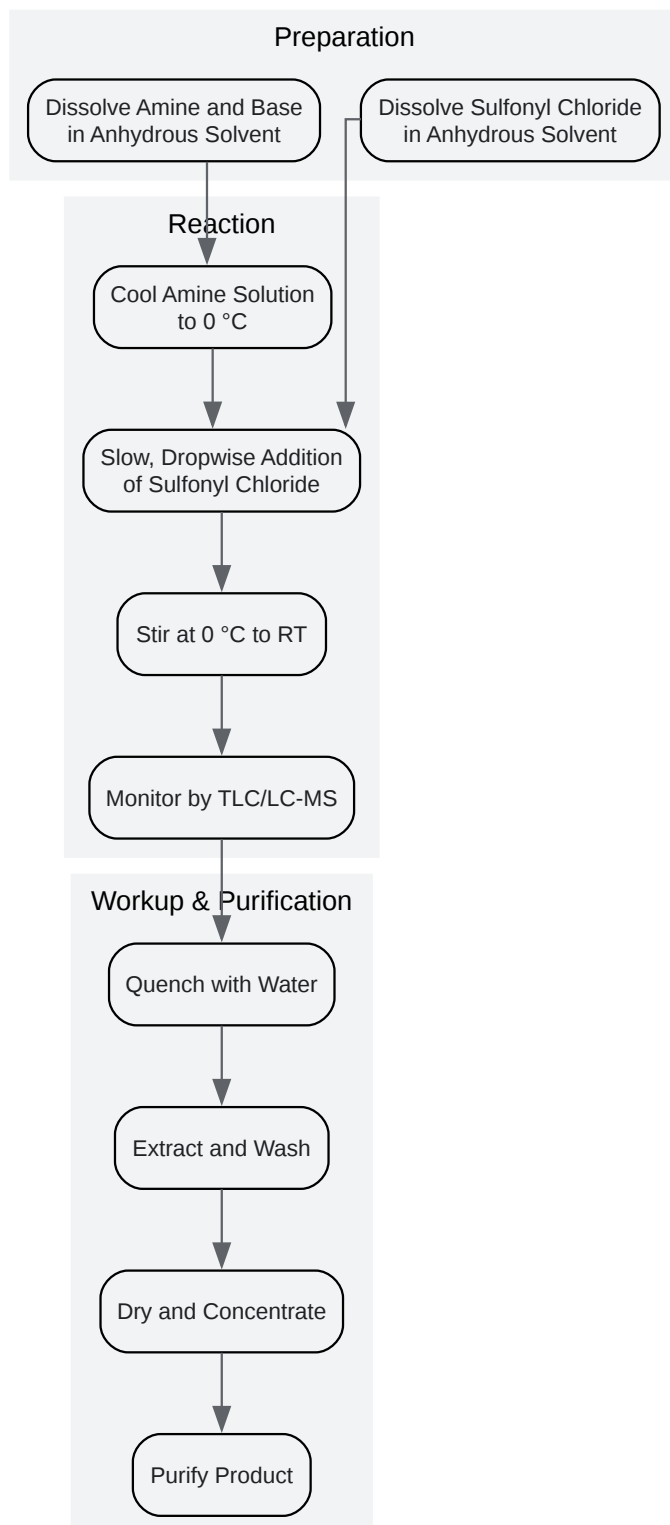 Preparation
Dissolve Amine and Base
in Anhydrous Solvent
Dissolve Sulfonyl Chloride
in Anhydrous Solvent
Reaction
Cool Amine Solution
to 0 °C
Slow, Dropwise Addition
of Sulfonyl Chloride
Stir at 0 °C to RT
Monitor by TLC/LC-MS
Workup & Purification
Quench with Water
Extract and Wash
Dry and Concentrate
Purify Product